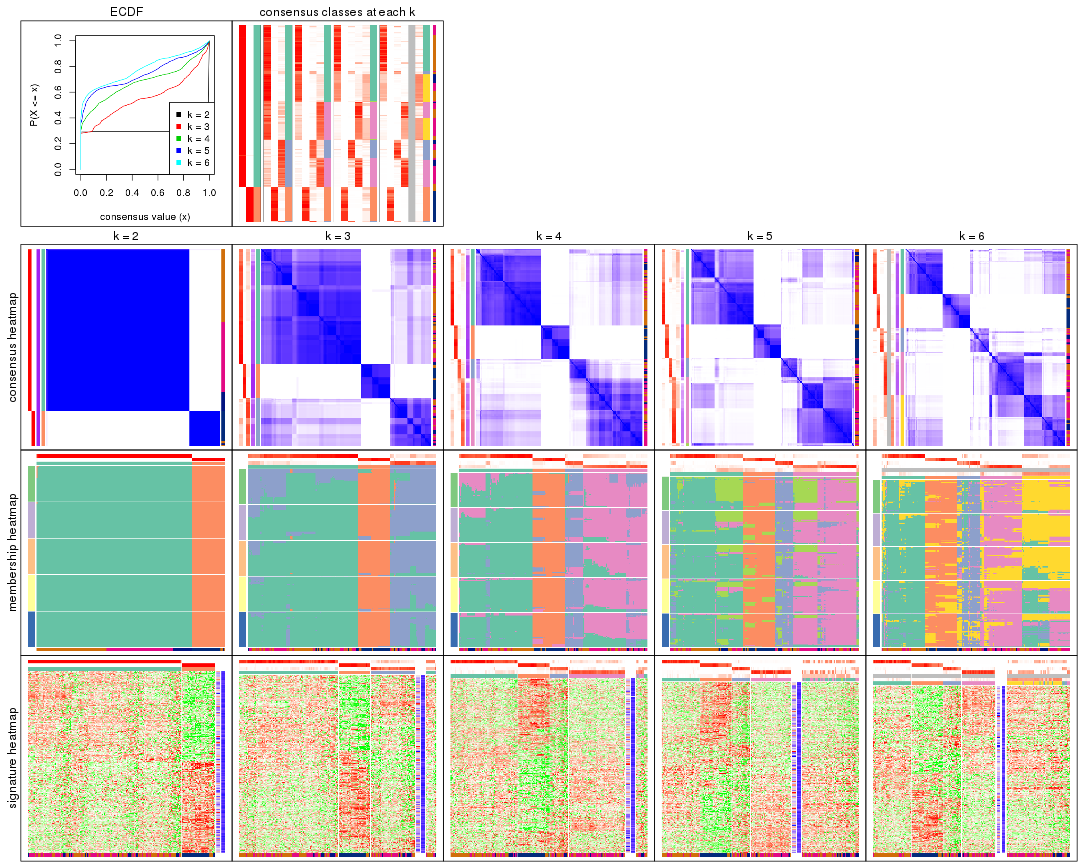 ECDF
consensus classes at each k
P(X <= x)
0.0 0.2 0.4 0.6 0.8 1.0
k = 2
k = 3
k = 4
k = 5
k = 6
0.0 0.2 0.4 0.6 0.8 1.0
consensus value (x)
k = 2
k = 3
k = 4
k = 5
k = 6
consensus heatmap
membership heatmap
signature heatmap